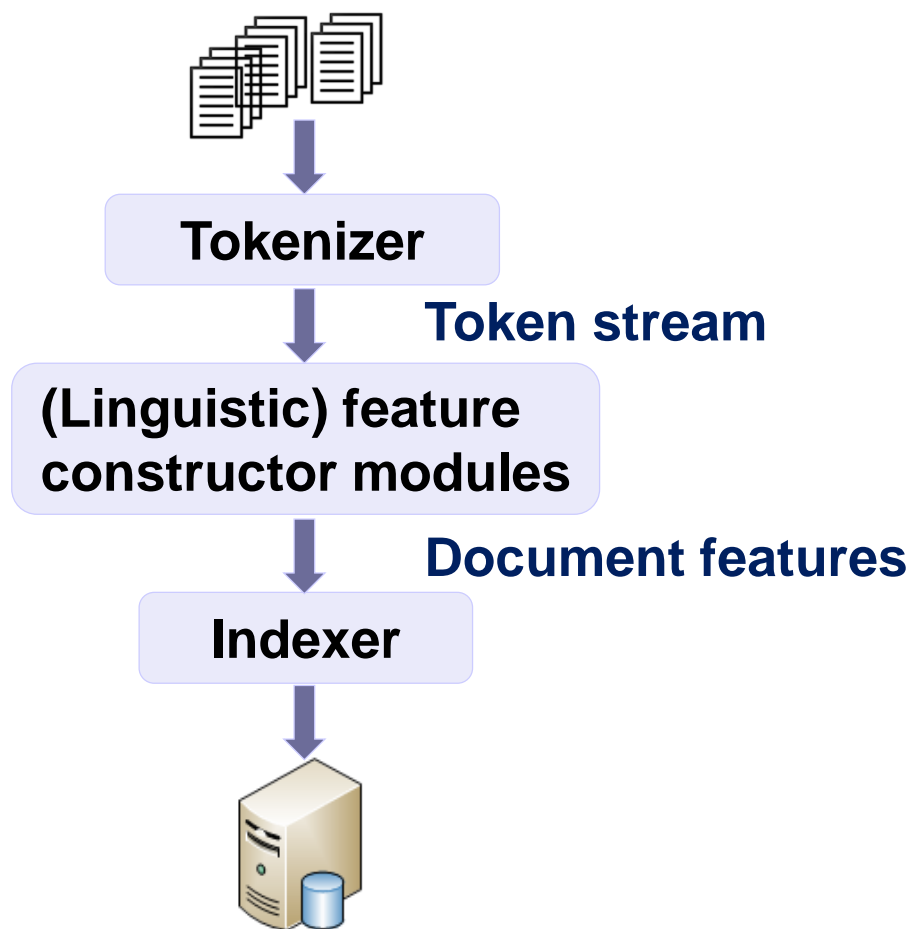 Tokenizer
Token stream
(Linguistic) feature
constructor modules
Document features
Indexer